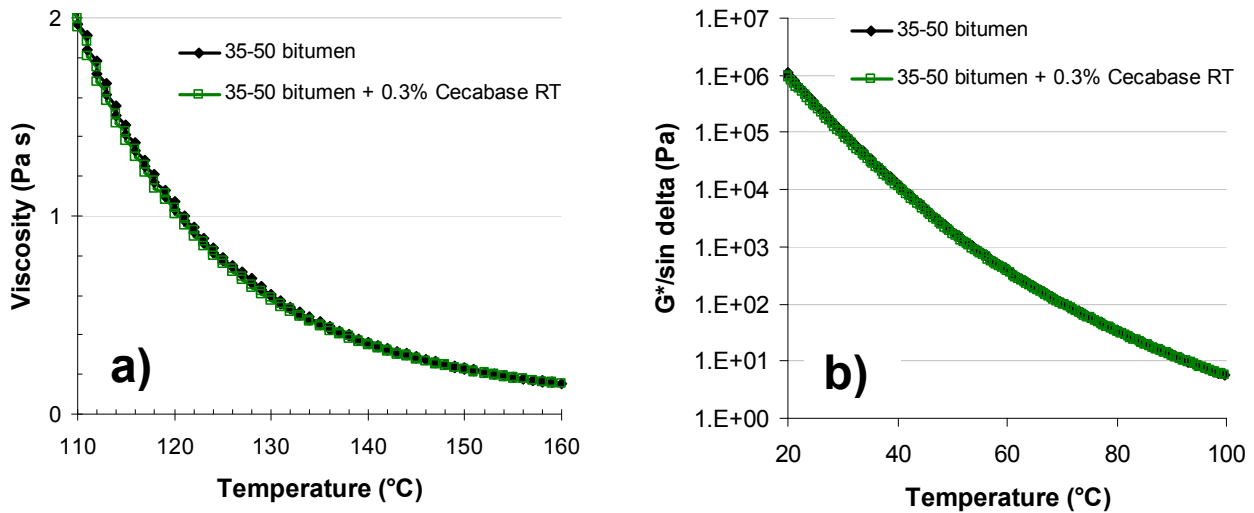 2
1
0
Viscosity (Pa s)
35-50 bitumen
35-50 bitumen + 0.3% Cecabase RT
a)
110 120 130 140 150 160
Temperature (°C)
1.E+07
1.E+06
1.E+05
1.E+04
1.E+03
1.E+02
1.E+01
1.E+00
G*/sin delta (Pa)
35-50 bitumen
35-50 bitumen + 0.3% Cecabase RT
b)
20 40 60 80 100
Temperature (°C)